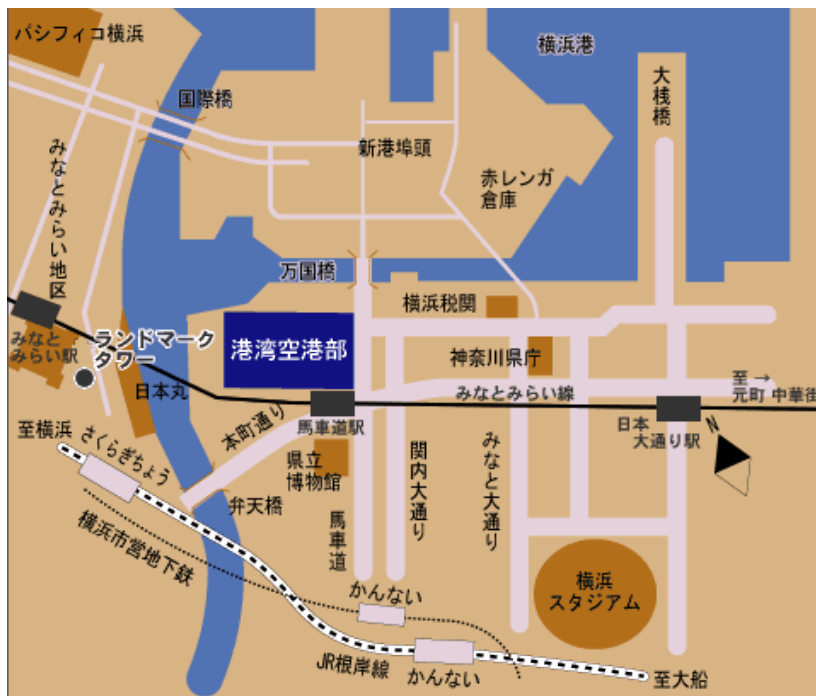 パシフィコ横浜
国際橋
横浜港
大桟橋
みなとみらい地区
新港埠頭
赤レンガ
倉庫
万国橋
横浜税関
みなと
みらい駅
ランドマーク
タワー
港湾空港部
神奈川県庁
日本丸
みなとみらい線
至→
元町 中華街
本町通り
馬車道駅
日本
大通り駅
N
至横浜
さくらぎちょう
県立
博物館
関内大通り
みなと大通り
弁天橋
馬車道
横浜市営地下鉄
かんない
横浜
スタジアム
JR根岸線
かんない
至大船